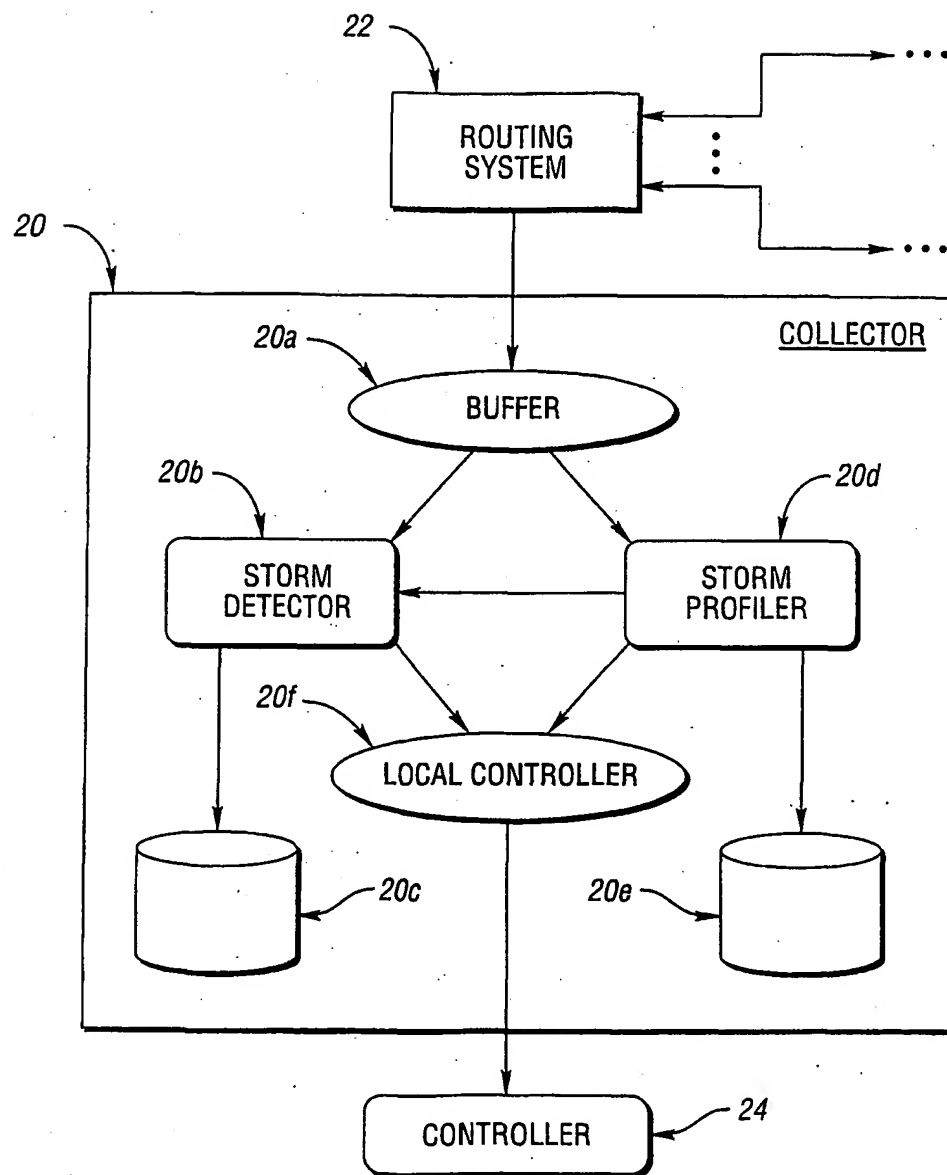 22
ROUTING
SYSTEM
20
COLLECTOR
20a
BUFFER
20b
20d
STORM
DETECTOR
STORM
PROFILER
20f
LOCAL CONTROLLER
20c
20e
CONTROLLER
24